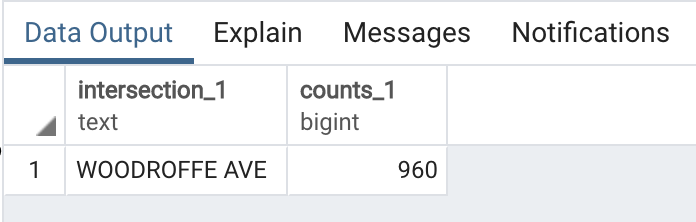 Data Output Explain Messages Notifications
intersection_1 counts_1
text bigint
1 WOODROFFE AVE 960